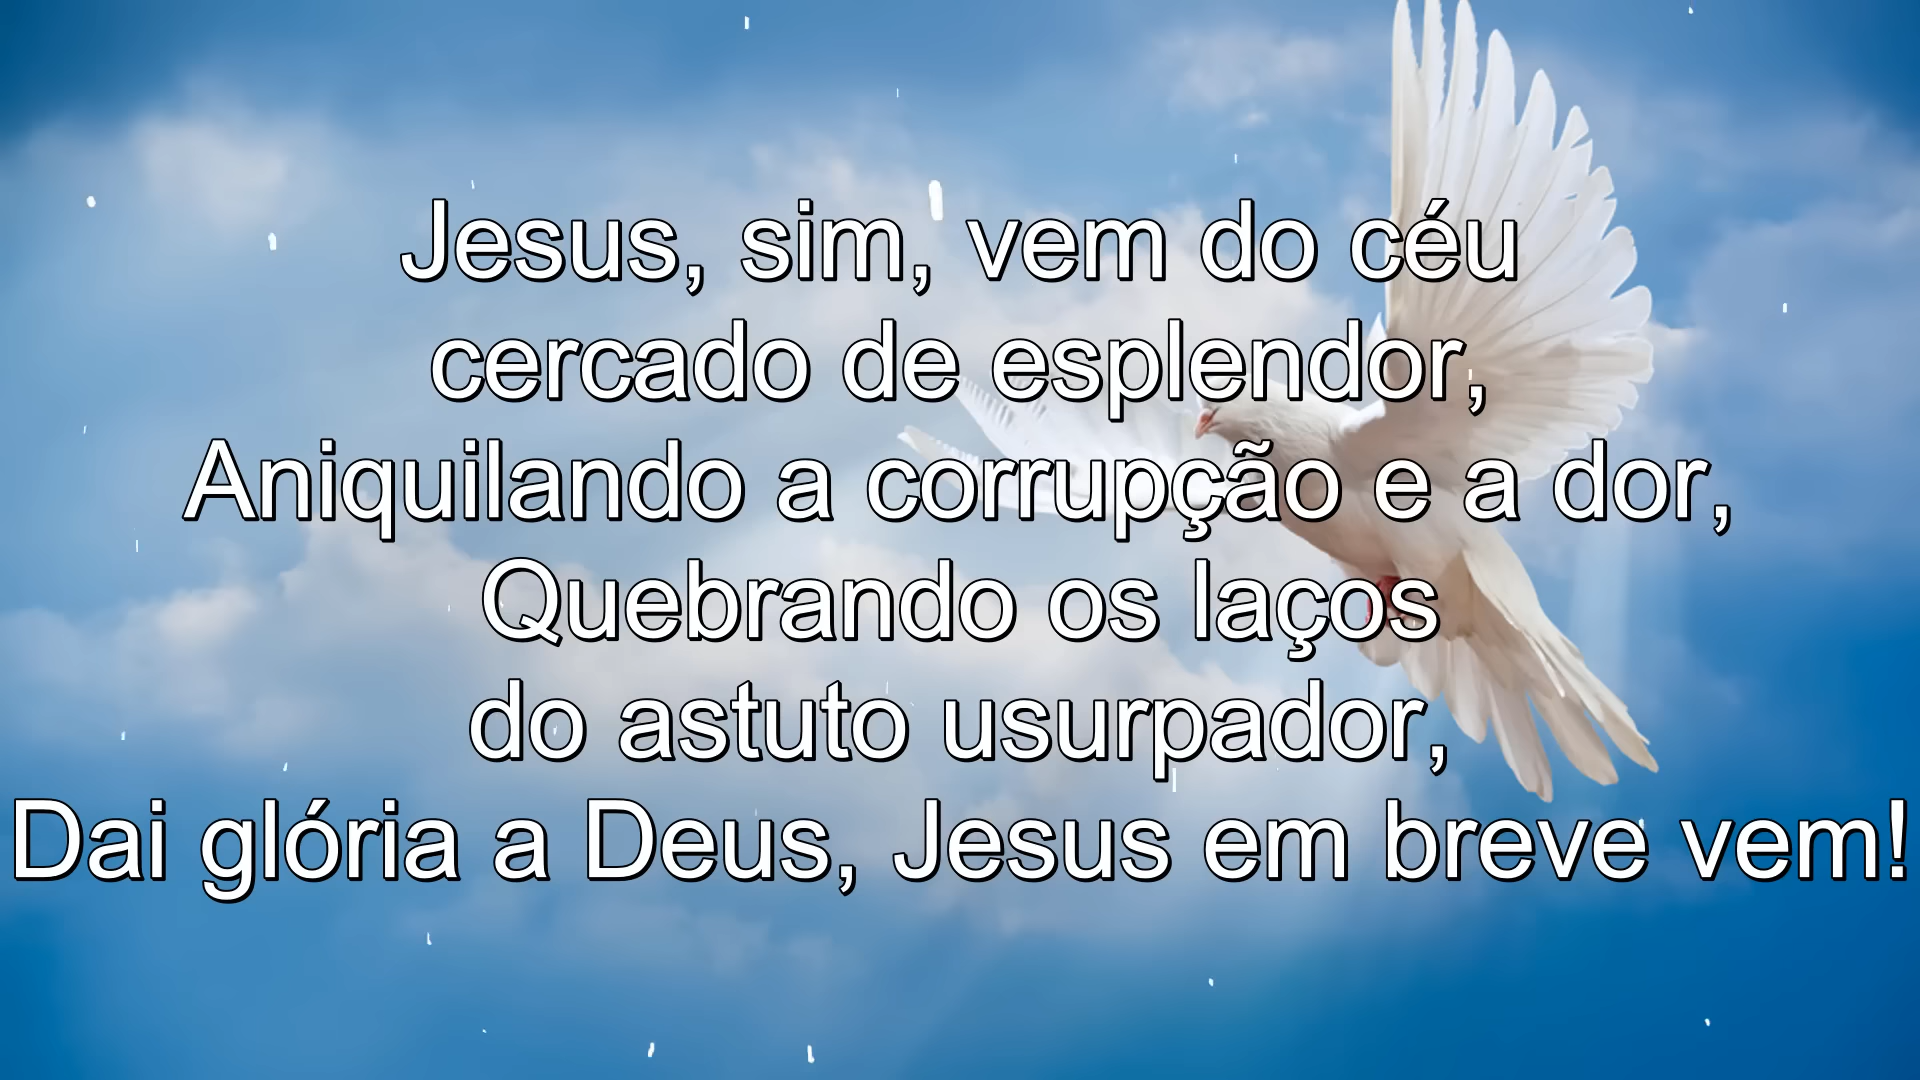 Jesus, sim, vem do céu
cercado de esplendor,
Aniquilando a corrupção e a dor,
Quebrando os laços
do astuto usurpador,
Dai glória a Deus, Jesus em breve vem!